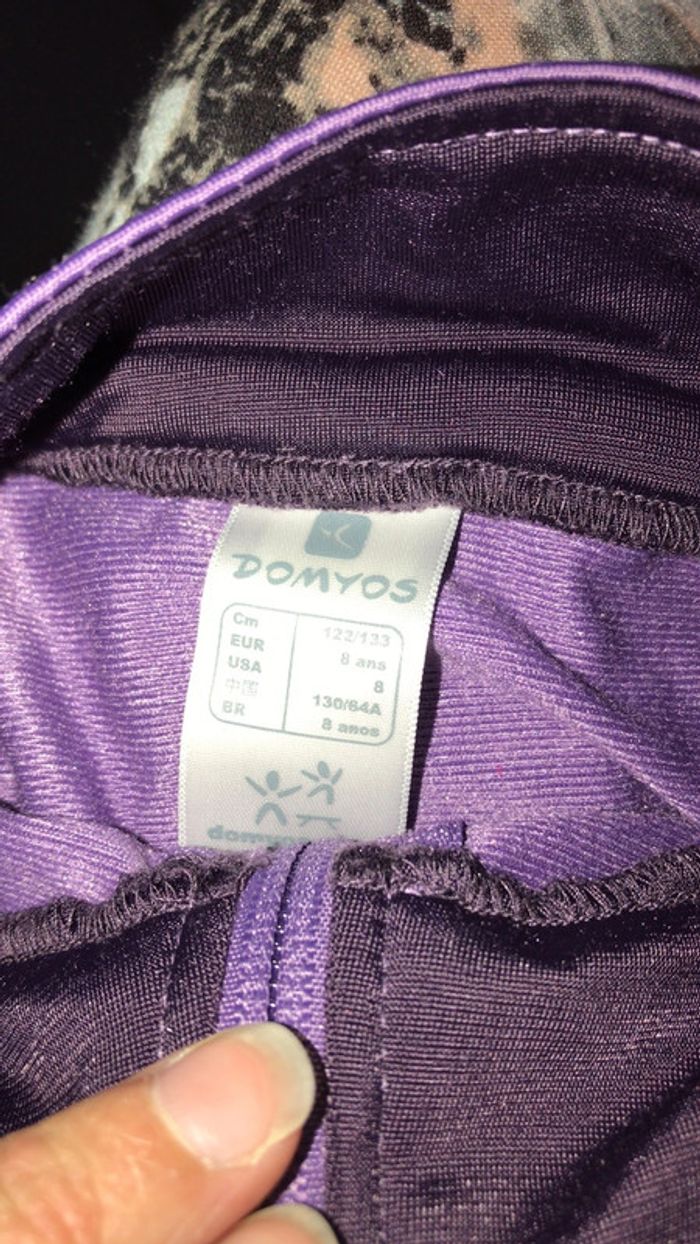 DOMYOS
Cm 122/133
EUR 8 ans
USA 8
中国 130/64A
BR 8 anos